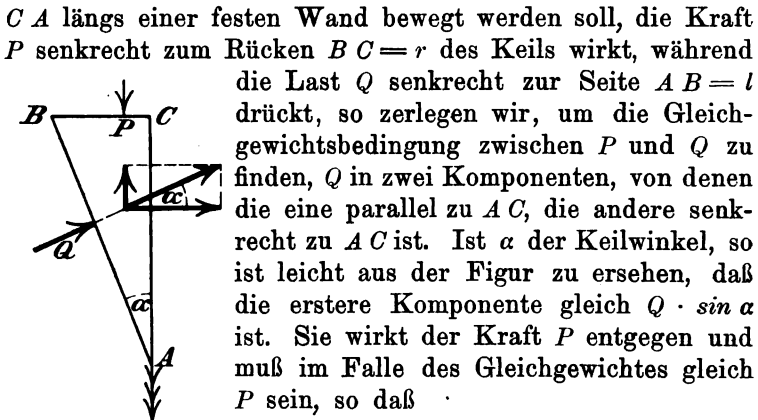 C A längs einer festen Wand bewegt werden soll, die Kraft
P senkrecht zum Rücken B C = r des Keils wirkt, während
die Last Q senkrecht zur Seite A B = l
drückt, so zerlegen wir, um die Gleich-
gewichtsbedingung zwischen P und Q zu
finden, Q in zwei Komponenten, von denen
die eine parallel zu A C, die andere senk-
recht zu A C ist. Ist α der Keilwinkel, so
ist leicht aus der Figur zu ersehen, daß
die erstere Komponente gleich Q · sin α
ist. Sie wirkt der Kraft P entgegen und
muß im Falle des Gleichgewichtes gleich
P sein, so daß
B
P
C
α
Q
α
A